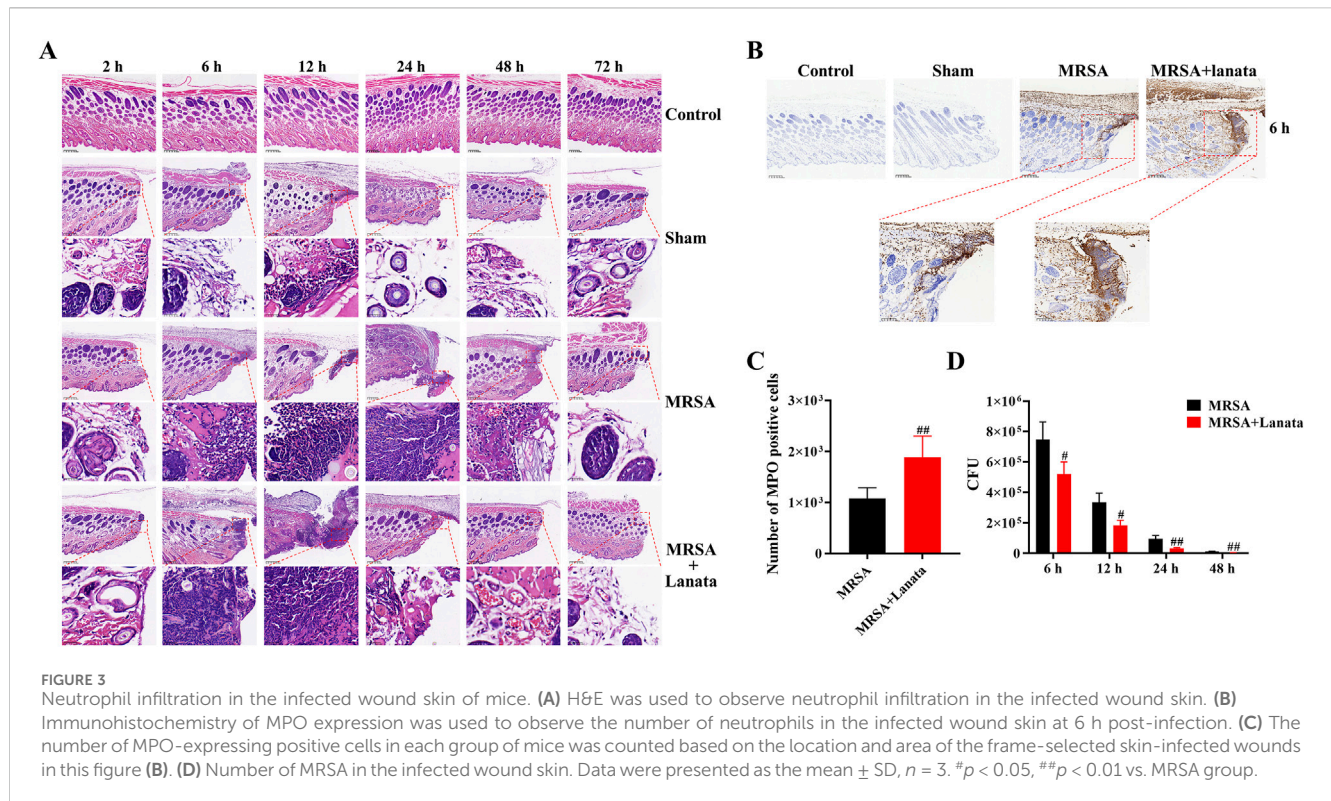 A
2 h 6 h 12 h 24 h 48 h 72 h
Control
Sham
MRSA
MRSA
+
Lanata
B
Control Sham MRSA MRSA+lanata
6 h
C
Number of MPO positive cells
3×10³
2×10³
1×10³
0
##
MRSA
MRSA+Lanata
D
CFU
1×10⁶
8×10⁵
6×10⁵
4×10⁵
2×10⁵
0
MRSA
MRSA+Lanata
# # ## ##
6 h 12 h 24 h 48 h
FIGURE 3
Neutrophil infiltration in the infected wound skin of mice. (A) H&E was used to observe neutrophil infiltration in the infected wound skin. (B)
Immunohistochemistry of MPO expression was used to observe the number of neutrophils in the infected wound skin at 6 h post-infection. (C) The
number of MPO-expressing positive cells in each group of mice was counted based on the location and area of the frame-selected skin-infected wounds
in this figure (B). (D) Number of MRSA in the infected wound skin. Data were presented as the mean ± SD, n = 3. #p < 0.05, ##p < 0.01 vs. MRSA group.